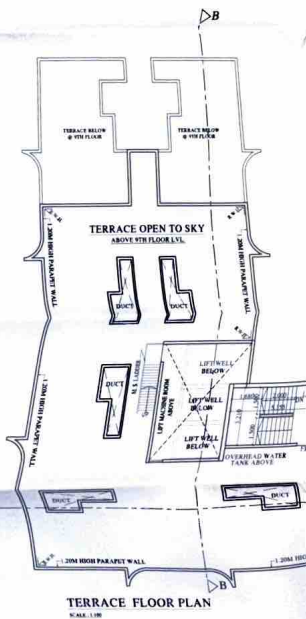 B
TERRACE BELOW
@ 9TH FLOOR
TERRACE BELOW
@ 9TH FLOOR
R.W.P.
R.W.P.
TERRACE OPEN TO SKY
ABOVE 9TH FLOOR LVL.
1.20M HIGH PARAPET WALL
1.20M HIGH PARAPET WALL
DUCT
DUCT
DUCT
M. S. LADDER
LIFT MACHINE ROOM
ABOVE
LIFT WELL
BELOW
LIFT WELL
BELOW
LIFT WELL
BELOW
1.20M HIGH PARAPET WALL
DN
OVERHEAD WATER
TANK ABOVE
DUCT
DUCT
1.20M HIGH PARAPET WALL
1.20M HIGH
B
TERRACE FLOOR PLAN
SCALE. 1:100